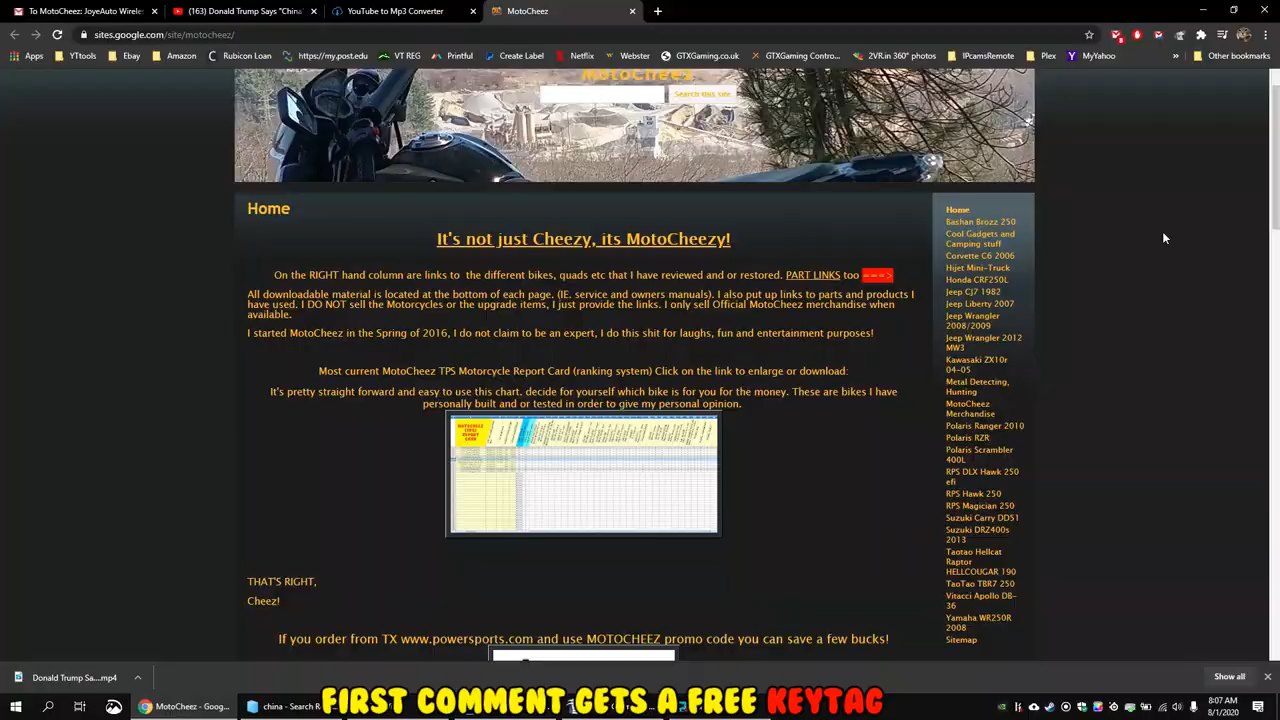 To MotoCheez: JoyAuto Wireless
(163) Donald Trump Says "China"
JoyYoutube to Mp3 Converter
MotoCheez
sites.google.com/site/motocheez/
Apps
YTtools
Ebay
Amazon
Rubicon Loan
https://my.post.edu
VT REG
Printful
Cricut
Upload Label
Netflix
Webster
GTXGaming.co.uk
GTXGaming Control...
2VR.in 360° photos
IPcamsRemote
Plex
MyYahoo
Other bookmarks
MotoCheez
Search this site
Home
It's not just Cheezy, its MotoCheezy!
On the RIGHT hand column are links to the different bikes, quads etc that I have reviewed and or restored. PART LINKS too ===>
All downloadable material is located at the bottom of each page. (IE. service and owners manuals). I also put up links to parts and products I
have used. I DO NOT sell the Motorcycles or the upgrade items, I just provide the links. I only sell Official MotoCheez merchandise when
available.
I started MotoCheez in the Spring of 2016, I do not claim to be an expert, I do this shit for laughs, fun and entertainment purposes!
Most current MotoCheez TPS Motorcycle Report Card (ranking system) Click on the link to enlarge or download:
It's pretty straight forward and easy to use this chart. decide for yourself which bike is for you for the money. These are bikes I have
personally built and or tested in order to give my personal opinion.
MOTOCHEEZ
(TPS)
REPORT
CARD
THAT'S RIGHT,
Cheez!
If you order from TX www.powersports.com and use MOTOCHEEZ promo code you can save a few bucks!
Home
Bashan Brozz 250
Cool Gadgets and
Camping stuff
Corvette C6 2006
Hijet Mini-Truck
Honda CRF250L
Jeep CJ7 1982
Jeep Liberty 2007
Jeep Wrangler
2008/2009
Jeep Wrangler 2012
MW3
Kawasaki ZX10r
04-05
Metal Detecting,
Hunting
MotoCheez
Merchandise
Polaris Ranger 2010
Polaris RZR
Polaris Scrambler
400L
RPS DLX Hawk 250
efi
RPS Hawk 250
RPS Magician 250
Suzuki Carry DD51
Suzuki DRZ400s
2013
Taotao Hellcat
Raptor
HELLCOUGAR 190
TaoTao TBR7 250
Vitacci Apollo DB-
36
Yamaha WR250R
2008
Sitemap
Donald Trump Sa....mp4
Show all
MotoCheez - Goog...
china - Search R
FIRST COMMENT GETS A FREE KEYTAG
8:07 AM
8/1/2020